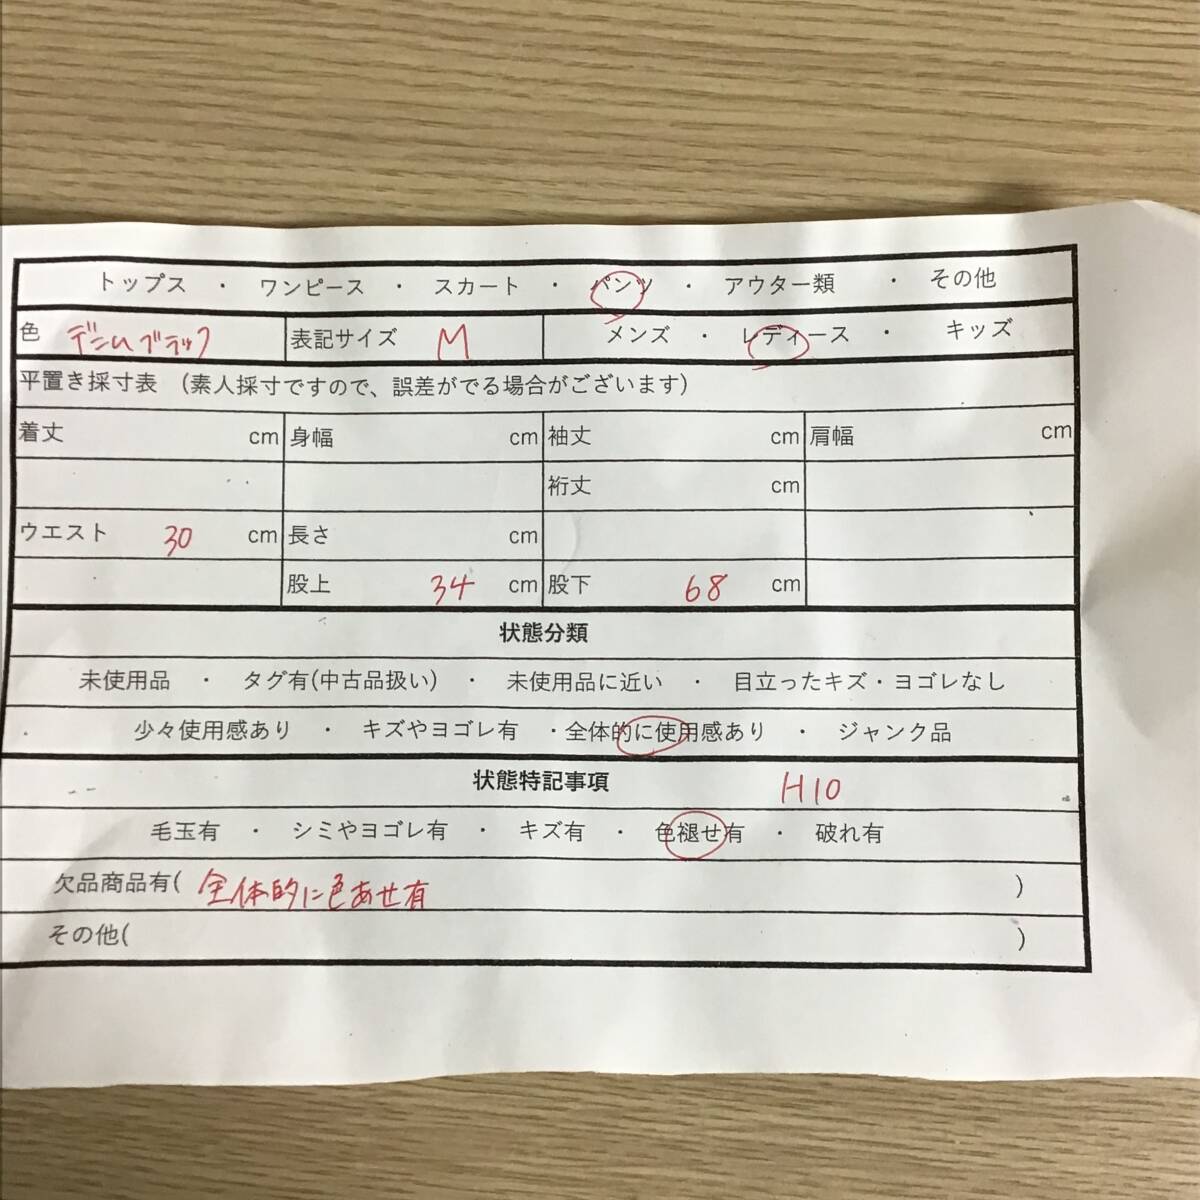 トップス ・ ワンピース ・ スカート ・ パンツ ・ アウター類 ・ その他
色 デニムブラック 表記サイズ M メンズ ・ レディース ・ キッズ
平置き採寸表 (素人採寸ですので、誤差がでる場合がございます)
着丈 cm 身幅 cm 袖丈 cm 肩幅 cm
裄丈 cm
ウエスト 30 cm 長さ cm
股上 34 cm 股下 68 cm
状態分類
未使用品 ・ タグ有(中古品扱い) ・ 未使用品に近い ・ 目立ったキズ・ヨゴレなし
少々使用感あり ・ キズやヨゴレ有 ・全体的に使用感あり ・ ジャンク品
状態特記事項 H10
毛玉有 ・ シミやヨゴレ有 ・ キズ有 ・ 色褪せ有 ・ 破れ有
欠品商品有( 全体的に色あせ有 )
その他( )